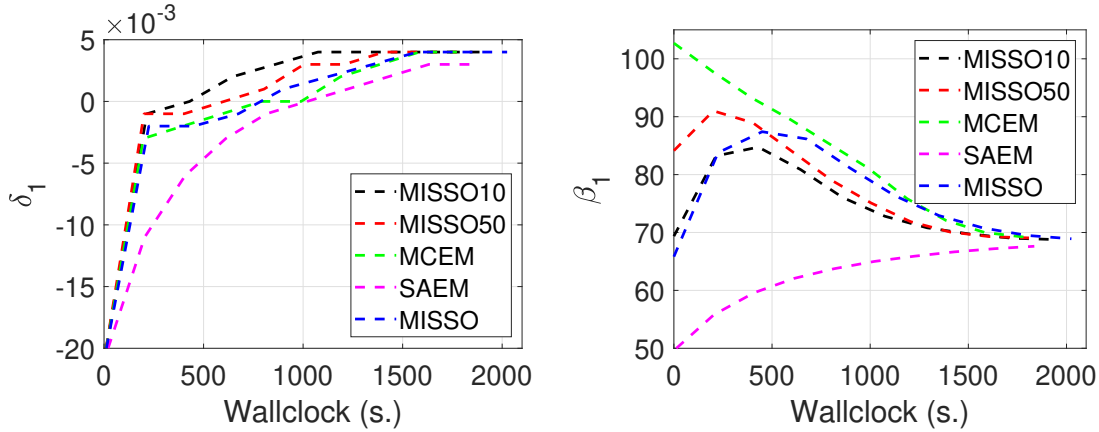 ×10⁻³
5
0
-5
-10
-15
-20
δ₁
0 500 1000 1500 2000
Wallclock (s.)
MISSO10
MISSO50
MCEM
SAEM
MISSO
100
90
80
70
60
50
β₁
0 500 1000 1500 2000
Wallclock (s.)
MISSO10
MISSO50
MCEM
SAEM
MISSO